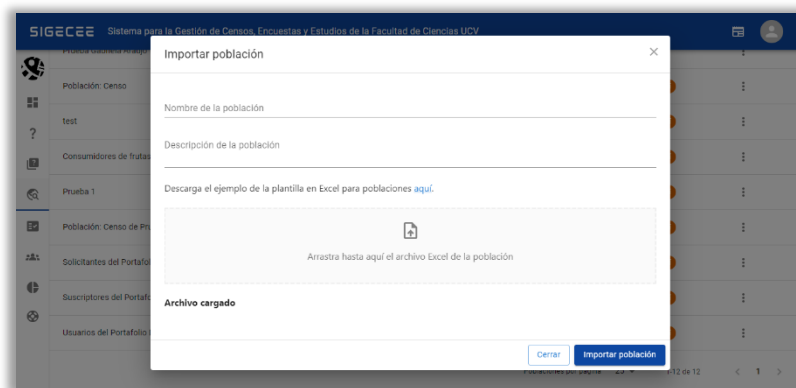 SIGECEE Sistema para la Gestión de Censos, Encuestas y Estudios de la Facultad de Ciencias UCV
Importar población
Población: Censo
Nombre de la población
test
Descripción de la población
Consumidores de frutas
Descarga el ejemplo de la plantilla en Excel para poblaciones aquí.
Prueba 1
Población: Censo de Pru
Arrastra hasta aquí el archivo Excel de la población
Solicitantes del Portafol
Suscriptores del Portafo
Archivo cargado
Usuarios del Portafolio
Cerrar Importar población
Poblaciones por página 25 1-12 de 12 < 1 >